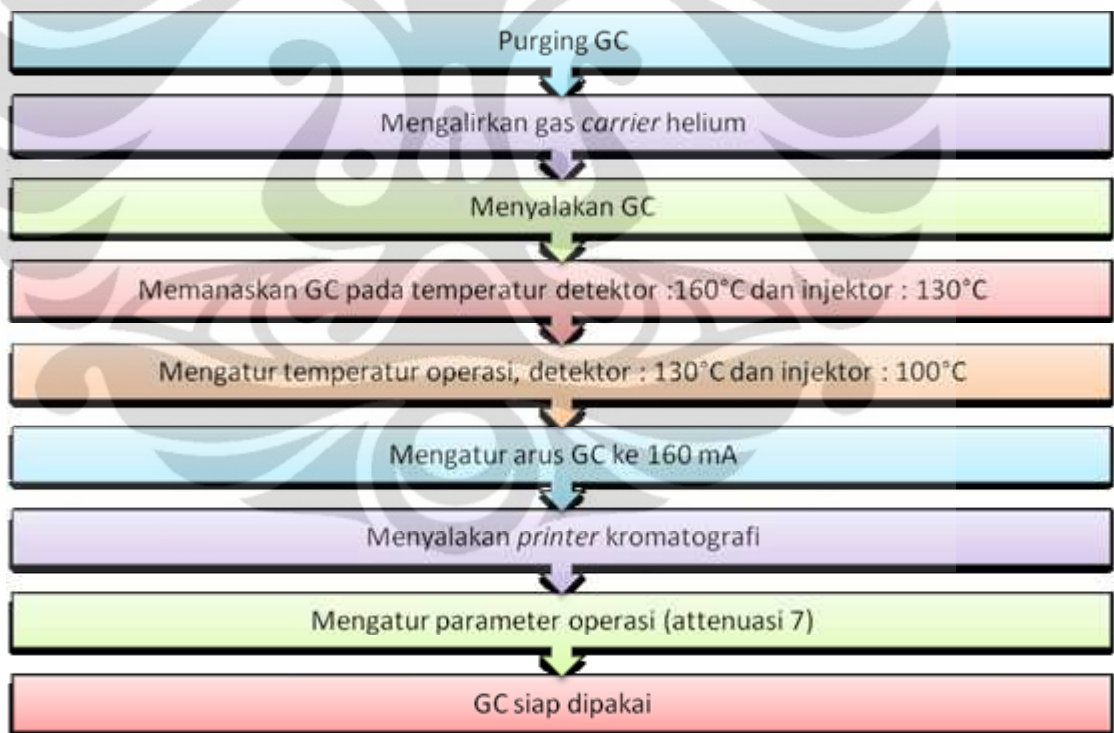 Purging GC
Mengalirkan gas carrier helium
Menyalakan GC
Memanaskan GC pada temperatur detektor :160°C dan injektor : 130°C
Mengatur temperatur operasi, detektor : 130°C dan injektor : 100°C
Mengatur arus GC ke 160 mA
Menyalakan printer kromatografi
Mengatur parameter operasi (attenuasi 7)
GC siap dipakai